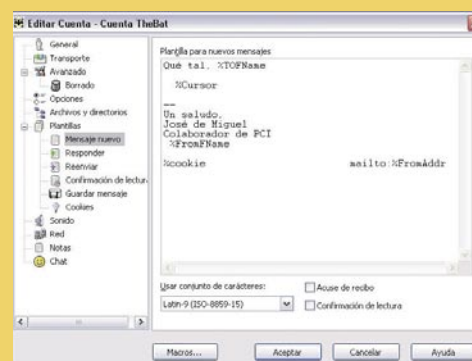 Editar Cuenta - Cuenta TheBat
General
Transporte
Avanzado
Borrado
Opciones
Archivos y directorios
Plantillas
Mensaje nuevo
Responder
Reenviar
Confirmación de lectur
Guardar mensaje
Cookies
Sonido
Red
Notas
Chat
Plantilla para nuevos mensajes
Qué tal, %TOFName
%Cursor
--
Un saludo,
José de Miguel
Colaborador de PCI
%FromFName
%cookie mailto:%FromAddr
Usar conjunto de carácteres:
Latin-9 (ISO-8859-15)
Acuse de recibo
Confirmación de lectura
Macros... Aceptar Cancelar Ayuda